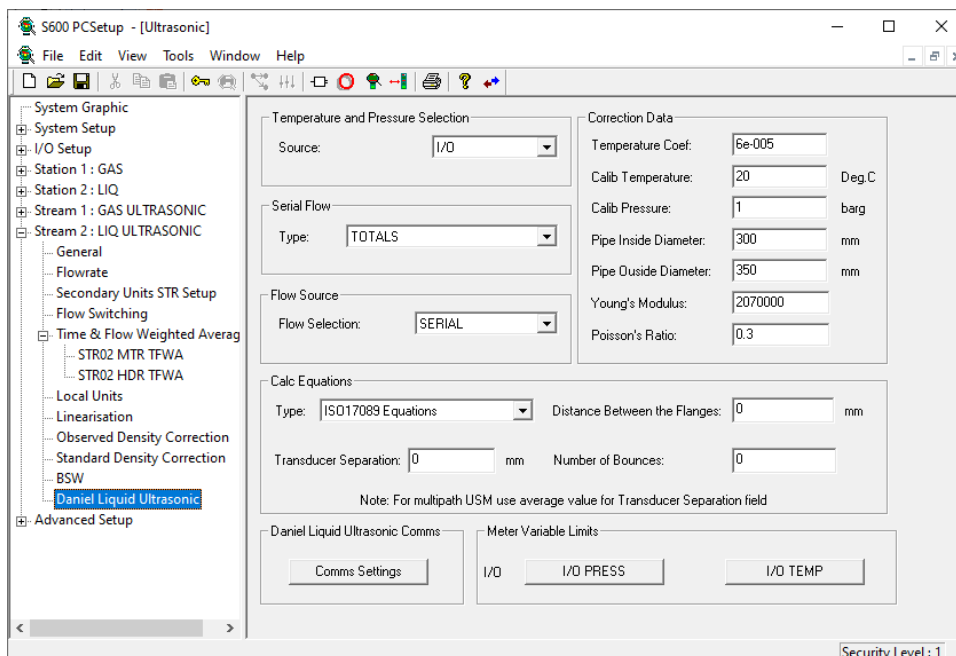 S600 PCSetup - [Ultrasonic]
File Edit View Tools Window Help
System Graphic
System Setup
I/O Setup
Station 1 : GAS
Station 2 : LIQ
Stream 1 : GAS ULTRASONIC
Stream 2 : LIQ ULTRASONIC
General
Flowrate
Secondary Units STR Setup
Flow Switching
Time & Flow Weighted Averag
STR02 MTR TFWA
STR02 HDR TFWA
Local Units
Linearisation
Observed Density Correction
Standard Density Correction
BSW
Daniel Liquid Ultrasonic
Advanced Setup
Temperature and Pressure Selection
Source: I/O
Serial Flow
Type: TOTALS
Flow Source
Flow Selection: SERIAL
Correction Data
Temperature Coef: 6e-005
Calib Temperature: 20 Deg.C
Calib Pressure: 1 barg
Pipe Inside Diameter: 300 mm
Pipe Ouside Diameter: 350 mm
Young's Modulus: 2070000
Poisson's Ratio: 0.3
Calc Equations
Type: ISO17089 Equations Distance Between the Flanges: 0 mm
Transducer Separation: 0 mm Number of Bounces: 0
Note: For multipath USM use average value for Transducer Separation field
Daniel Liquid Ultrasonic Comms
Comms Settings
Meter Variable Limits
I/O I/O PRESS I/O TEMP
Security Level : 1